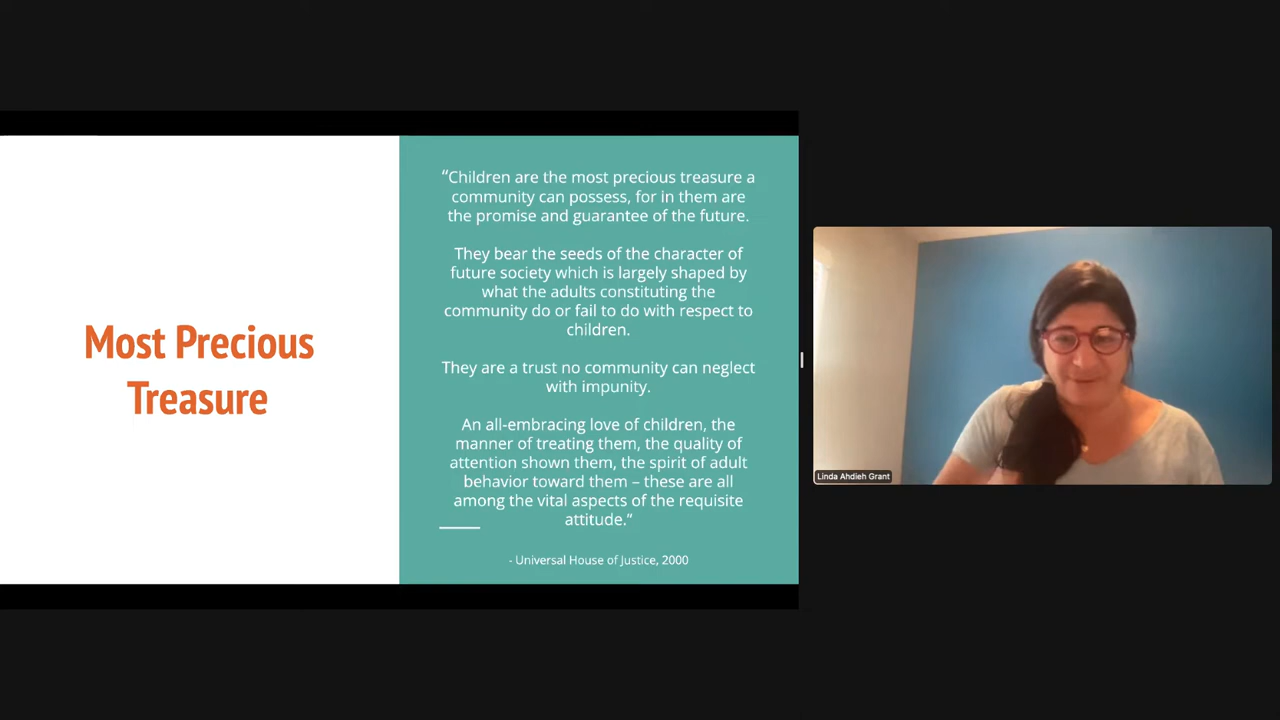 Most Precious
Treasure
“Children are the most precious treasure a
community can possess, for in them are
the promise and guarantee of the future.
They bear the seeds of the character of
future society which is largely shaped by
what the adults constituting the
community do or fail to do with respect to
children.
They are a trust no community can neglect
with impunity.
An all-embracing love of children, the
manner of treating them, the quality of
attention shown them, the spirit of adult
behavior toward them – these are all
among the vital aspects of the requisite
attitude.”
- Universal House of Justice, 2000
Linda Ahdieh Grant